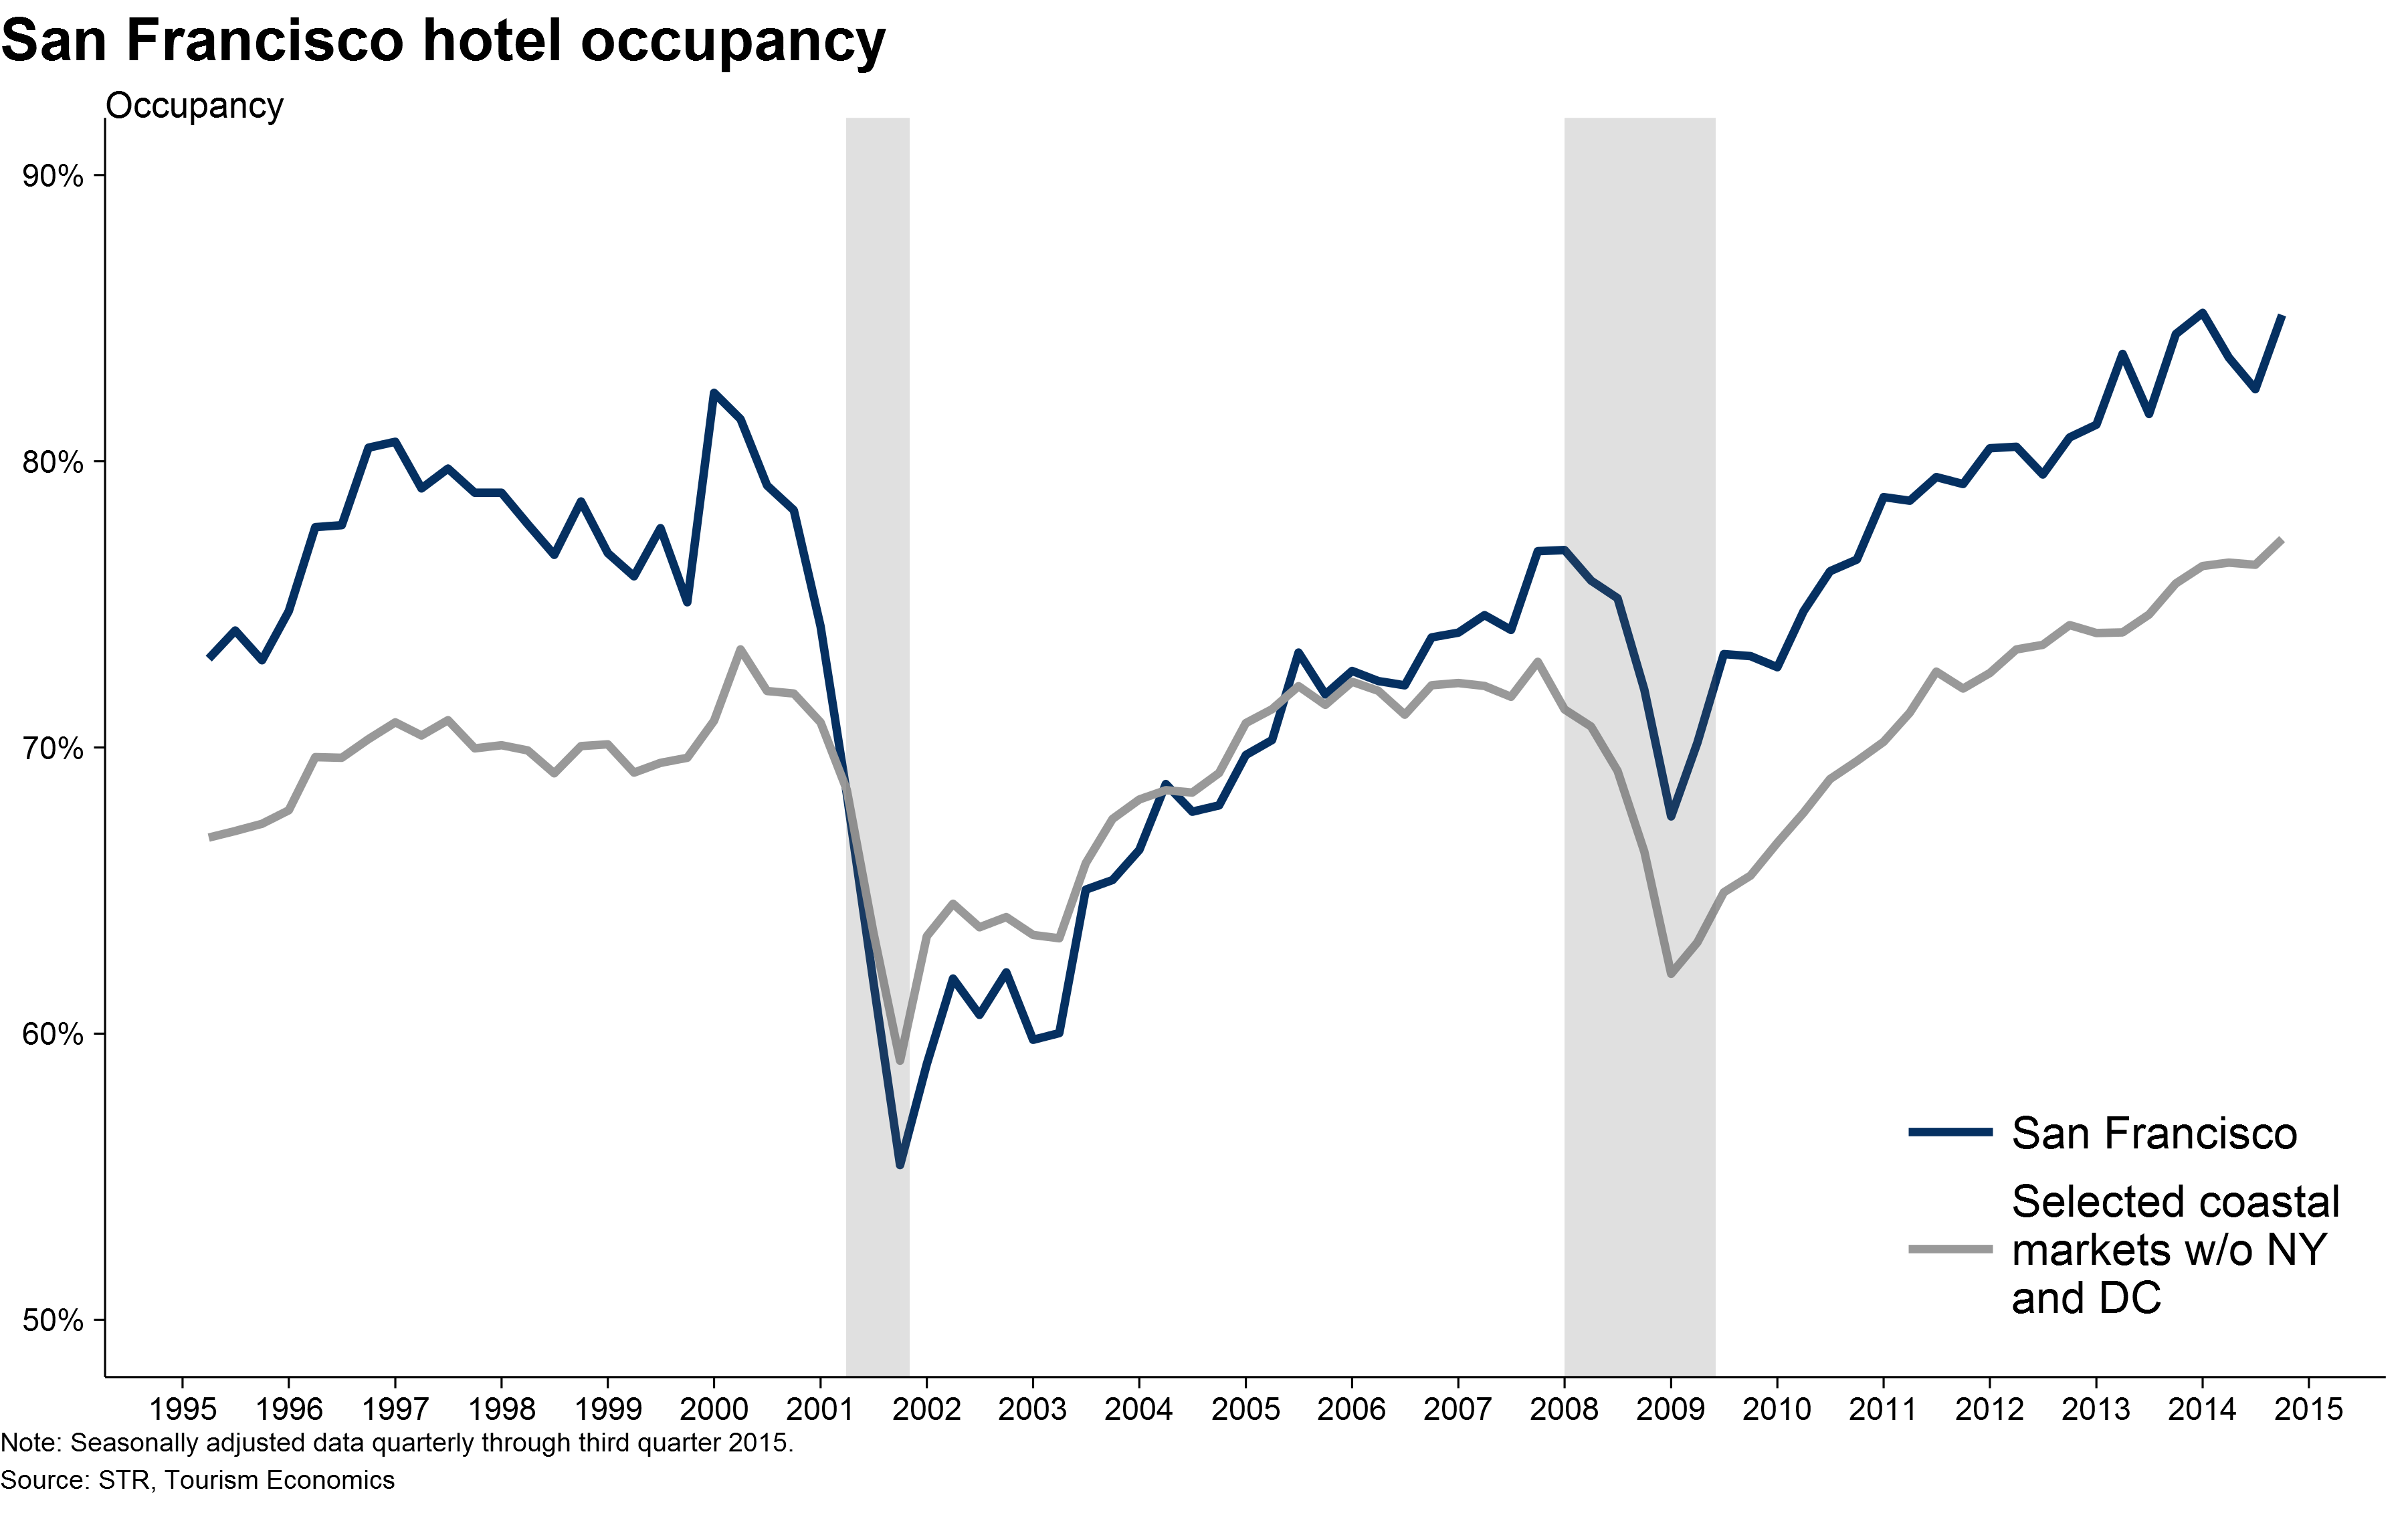 San Francisco hotel occupancy
Occupancy
90%
80%
70%
60%
50%
San Francisco
Selected coastal
markets w/o NY
and DC
1995 1996 1997 1998 1999 2000 2001 2002 2003 2004 2005 2006 2007 2008 2009 2010 2011 2012 2013 2014 2015
Note: Seasonally adjusted data quarterly through third quarter 2015.
Source: STR, Tourism Economics